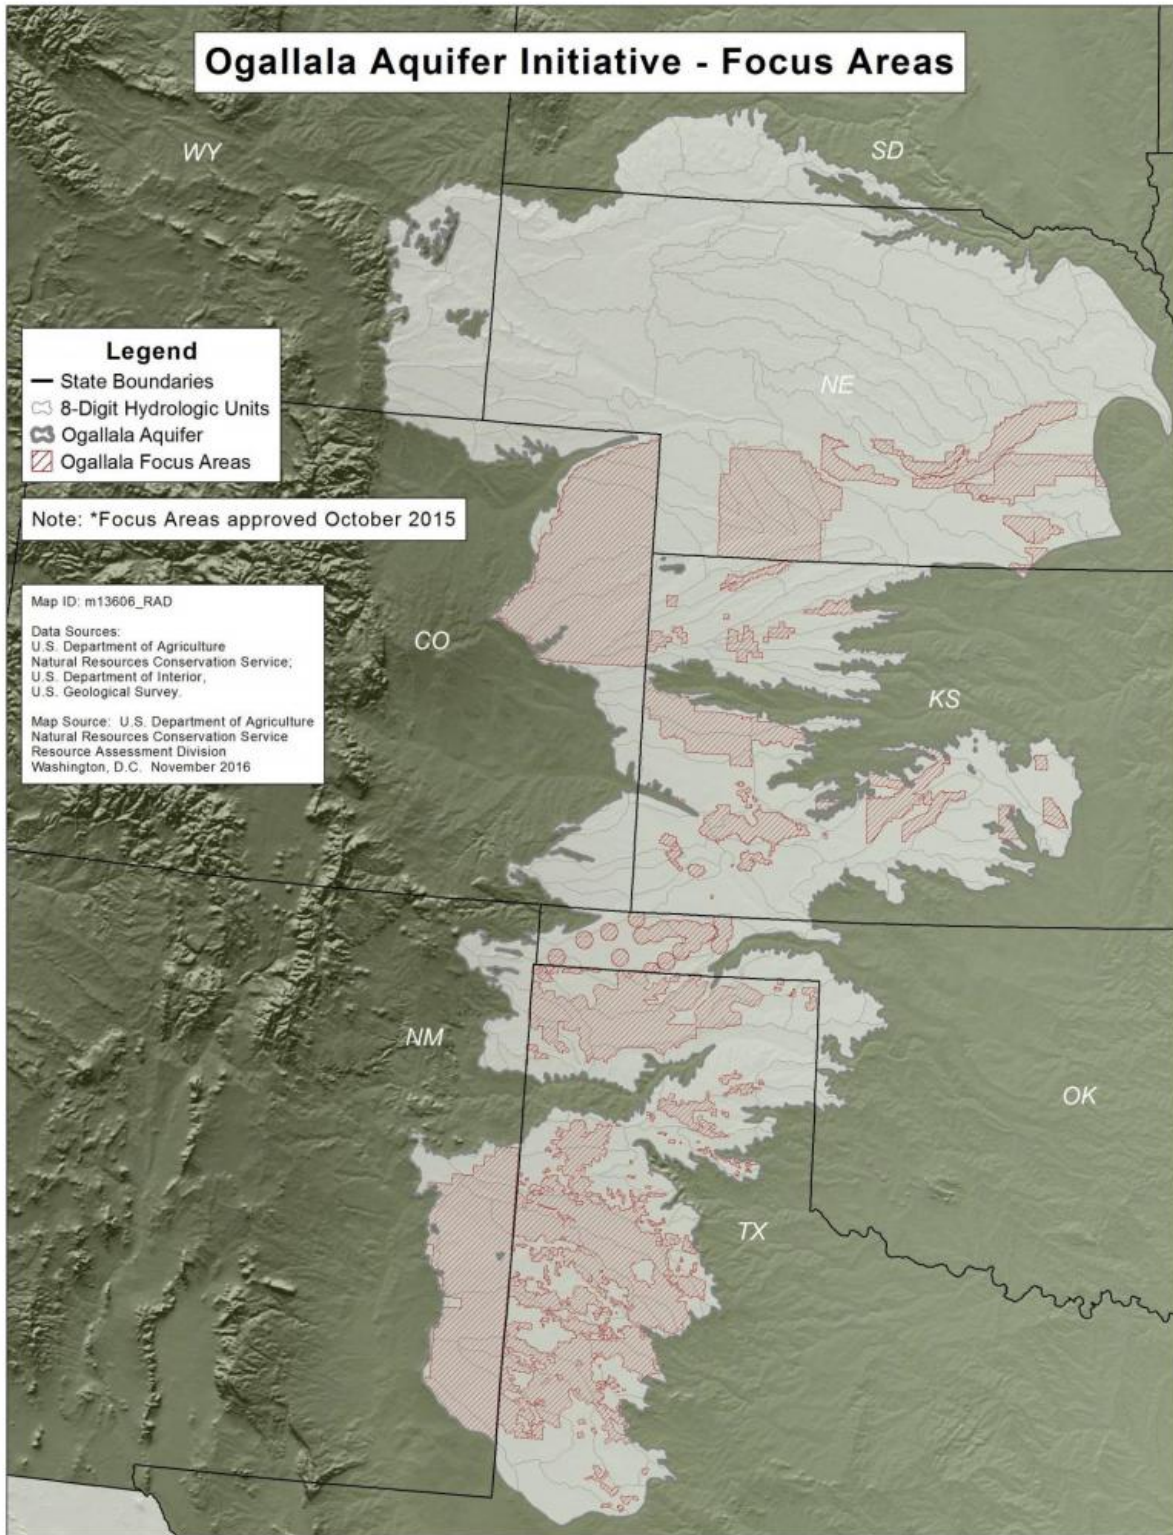 Ogallala Aquifer Initiative - Focus Areas
WY
SD
Legend
State Boundaries
8-Digit Hydrologic Units
Ogallala Aquifer
Ogallala Focus Areas
NE
Note: *Focus Areas approved October 2015
Map ID: m13606_RAD
Data Sources:
U.S. Department of Agriculture
Natural Resources Conservation Service;
U.S. Department of Interior,
U.S. Geological Survey.
Map Source: U.S. Department of Agriculture
Natural Resources Conservation Service
Resource Assessment Division
Washington, D.C. November 2016
CO
KS
NM
OK
TX